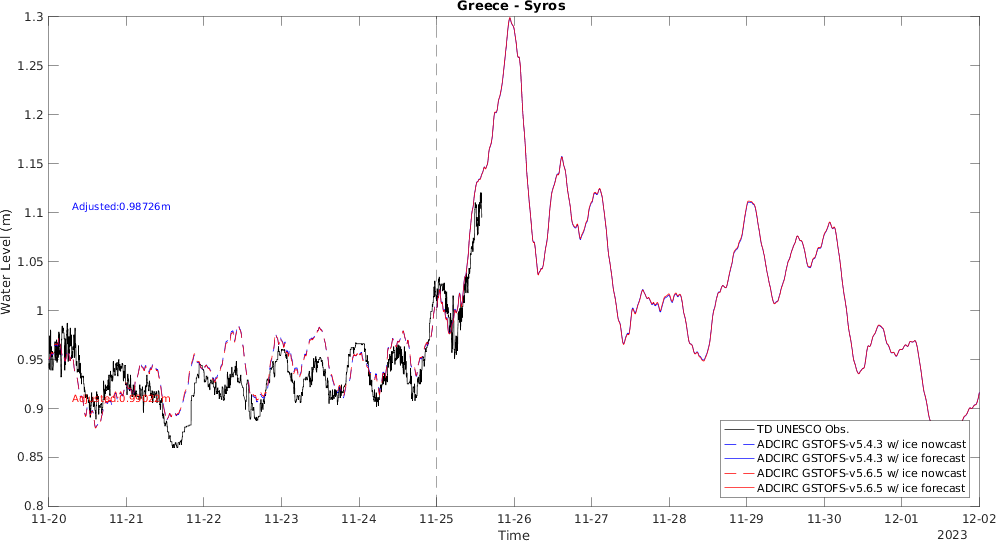 Greece - Syros
1.3
1.25
1.2
1.15
1.1
1.05
1
0.95
0.9
0.85
0.8
Water Level (m)
Adjusted:0.98726m
TD UNESCO Obs.
ADCIRC GSTOFS-v5.4.3 w/ ice nowcast
ADCIRC GSTOFS-v5.4.3 w/ ice forecast
ADCIRC GSTOFS-v5.6.5 w/ ice nowcast
ADCIRC GSTOFS-v5.6.5 w/ ice forecast
11-20 11-21 11-22 11-23 11-24 11-25 11-26 11-27 11-28 11-29 11-30 12-01 12-02
Time
2023